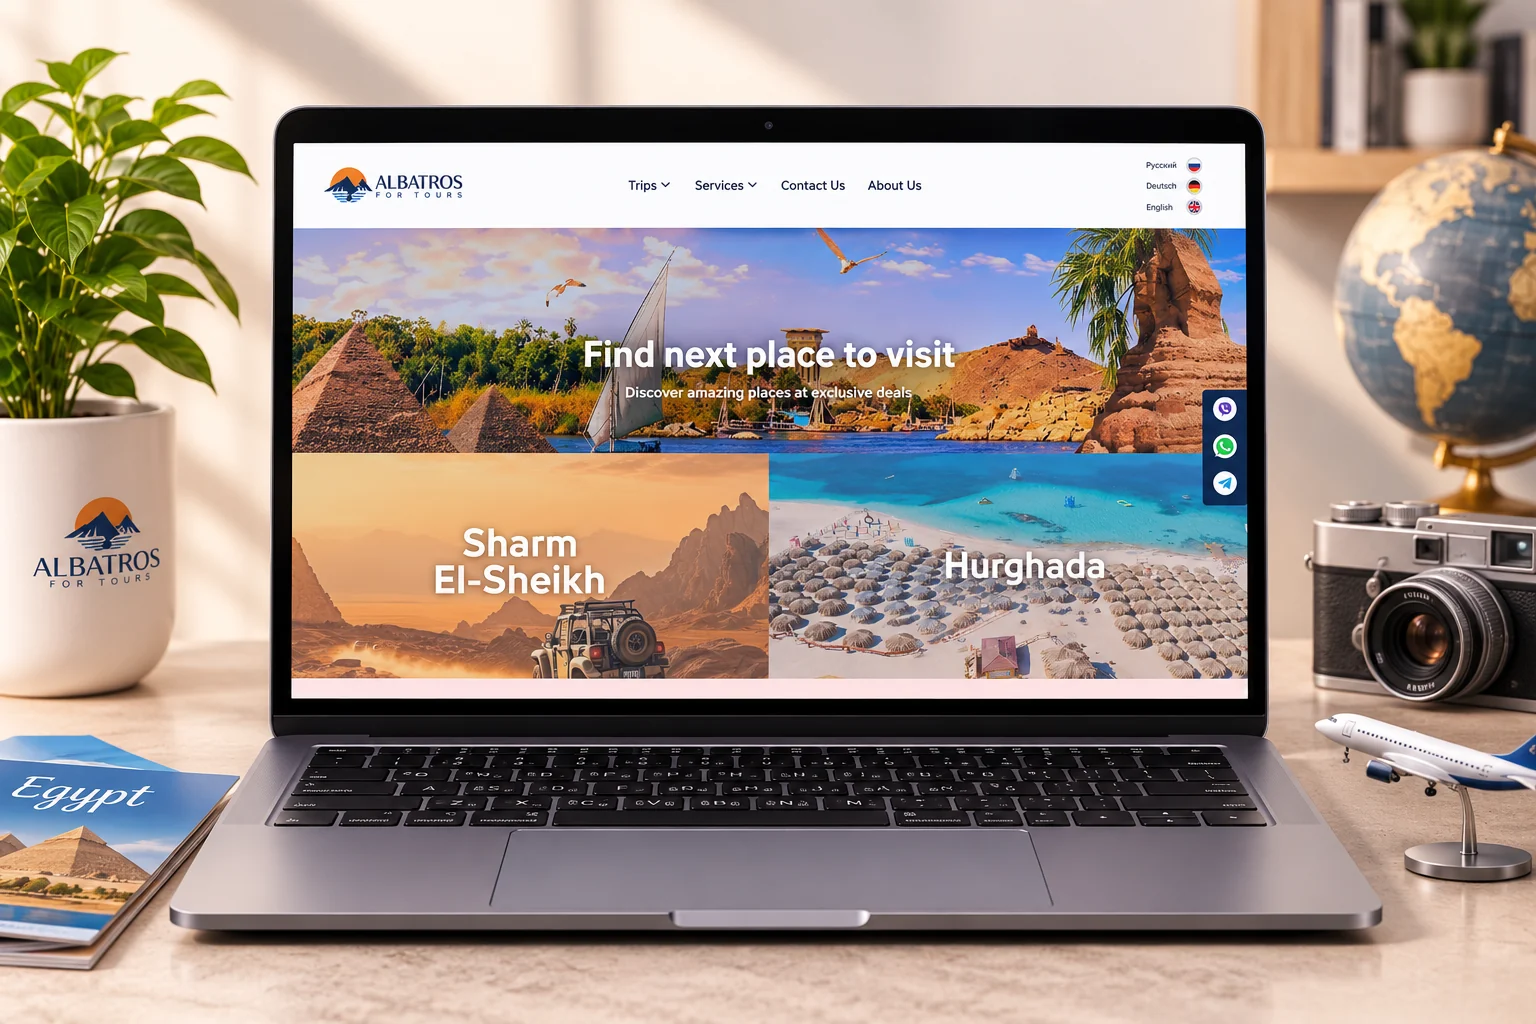 ALBATROS
FOR TOURS
Trips
Services
Contact Us
About Us
Русский
Deutsch
English
Find next place to visit
Discover amazing places at exclusive deals
Sharm
El-Sheikh
Hurghada
ALBATROS
FOR TOURS
Egypt
A S D F
Z X C V B N M